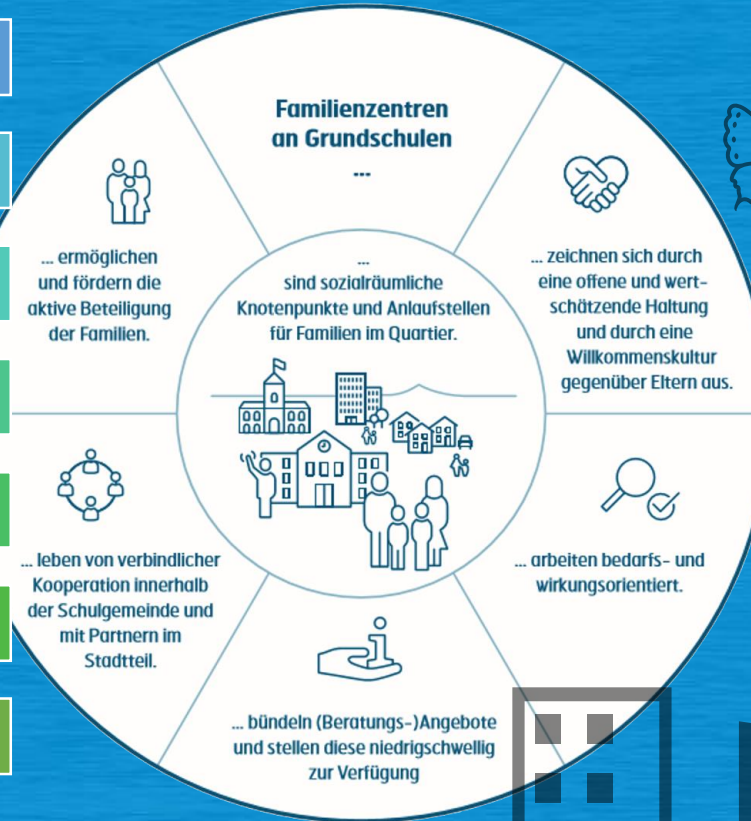 Familienzentren
an Grundschulen
...
...
sind sozialräumliche
Knotenpunkte und Anlaufstellen
für Familien im Quartier.
... zeichnen sich durch
eine offene und wert-
schätzende Haltung
und durch eine
Willkommenskultur
gegenüber Eltern aus.
... arbeiten bedarfs- und
wirkungsorientiert.
... bündeln (Beratungs-)Angebote
und stellen diese niedrigschwellig
zur Verfügung
... leben von verbindlicher
Kooperation innerhalb
der Schulgemeinde und
mit Partnern im
Stadtteil.
... ermöglichen
und fördern die
aktive Beteiligung
der Familien.